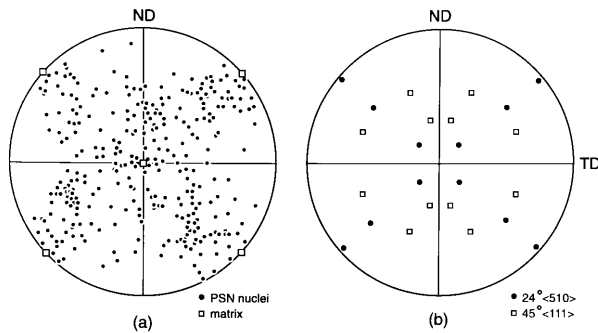 ND
ND
TD
● PSN nuclei
□ matrix
● 24°<510>
□ 45°<111>
(a)
(b)